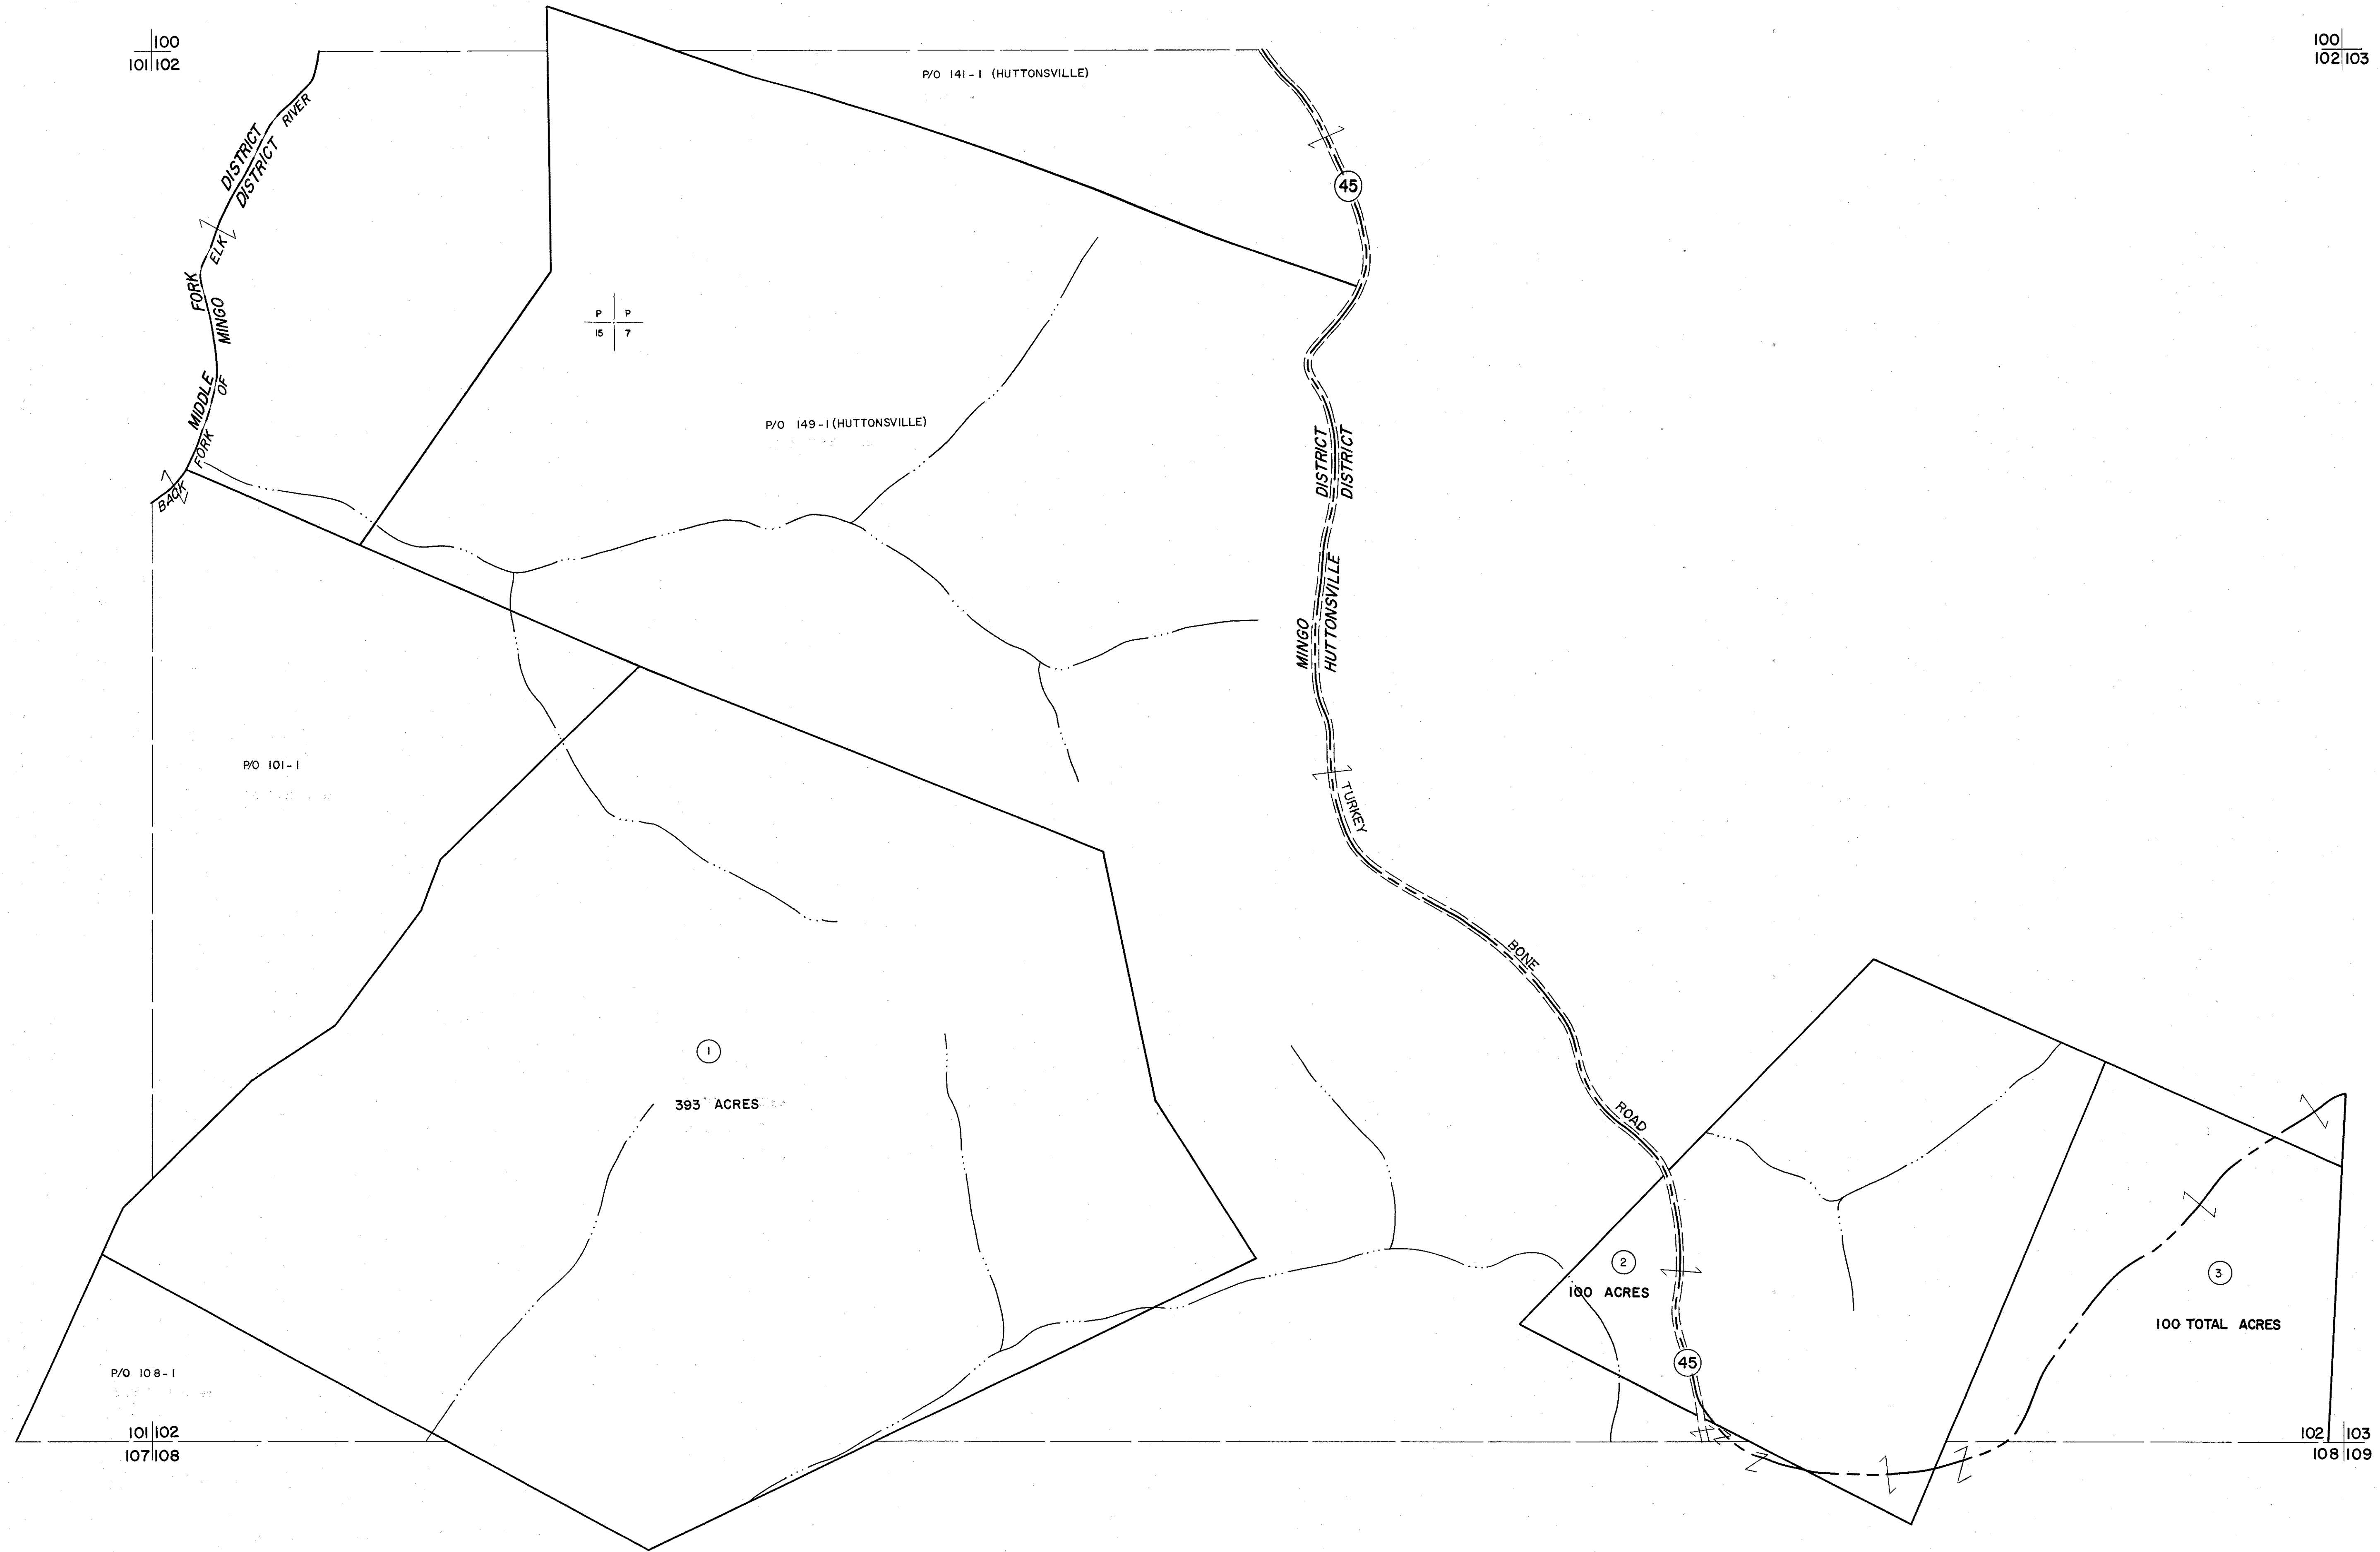 100
101 102
100
102 103
P/O 141-1 (HUTTONSVILLE)
RIVER
DISTRICT
DISTRICT
45
ELK
FORK
MINGO
P P
15 7
MIDDLE
OF
P/O 149-1 (HUTTONSVILLE)
FORK
BACK
DISTRICT
DISTRICT
MINGO
HUTTONSVILLE
P/O 101-1
TURKEY
BONE
ROAD
1
393 ACRES
2
100 ACRES
3
100 TOTAL ACRES
45
P/O 108-1
101 102
107 108
102 103
108 109